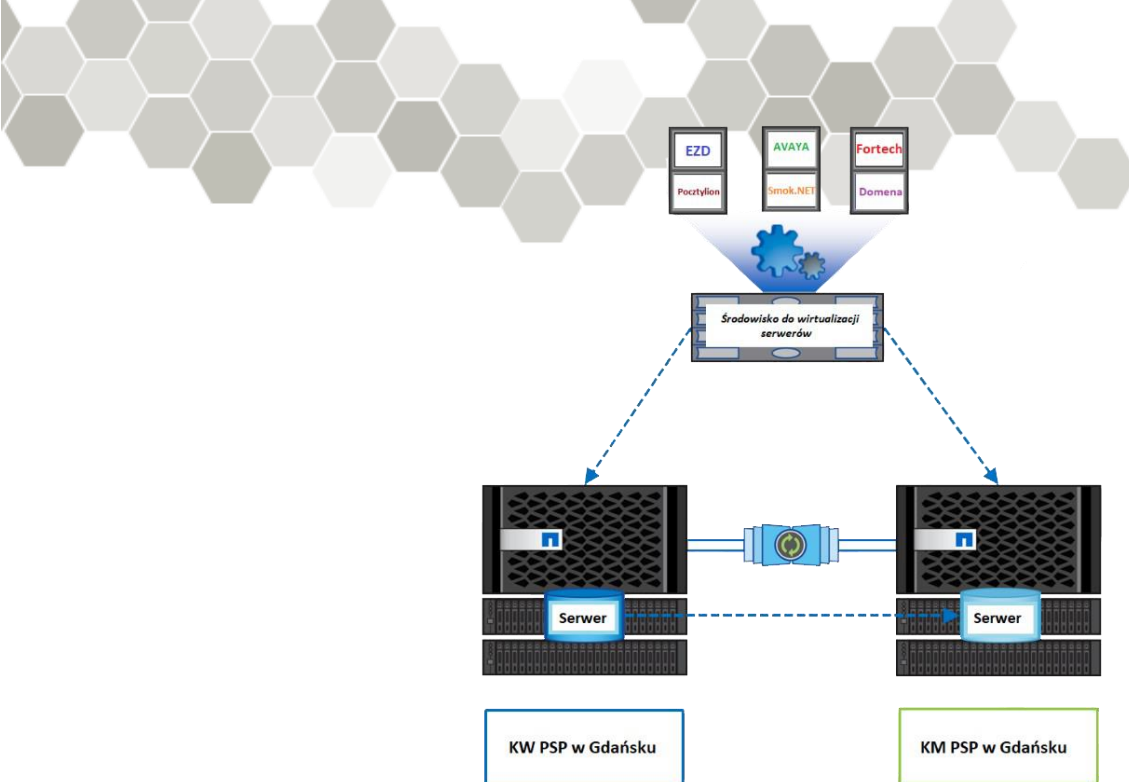 EZD
AVAYA
Fortech
Pocztylion
Smok.NET
Domena
Środowisko do wirtualizacji
serwerów
Serwer
Serwer
KW PSP w Gdańsku
KM PSP w Gdańsku